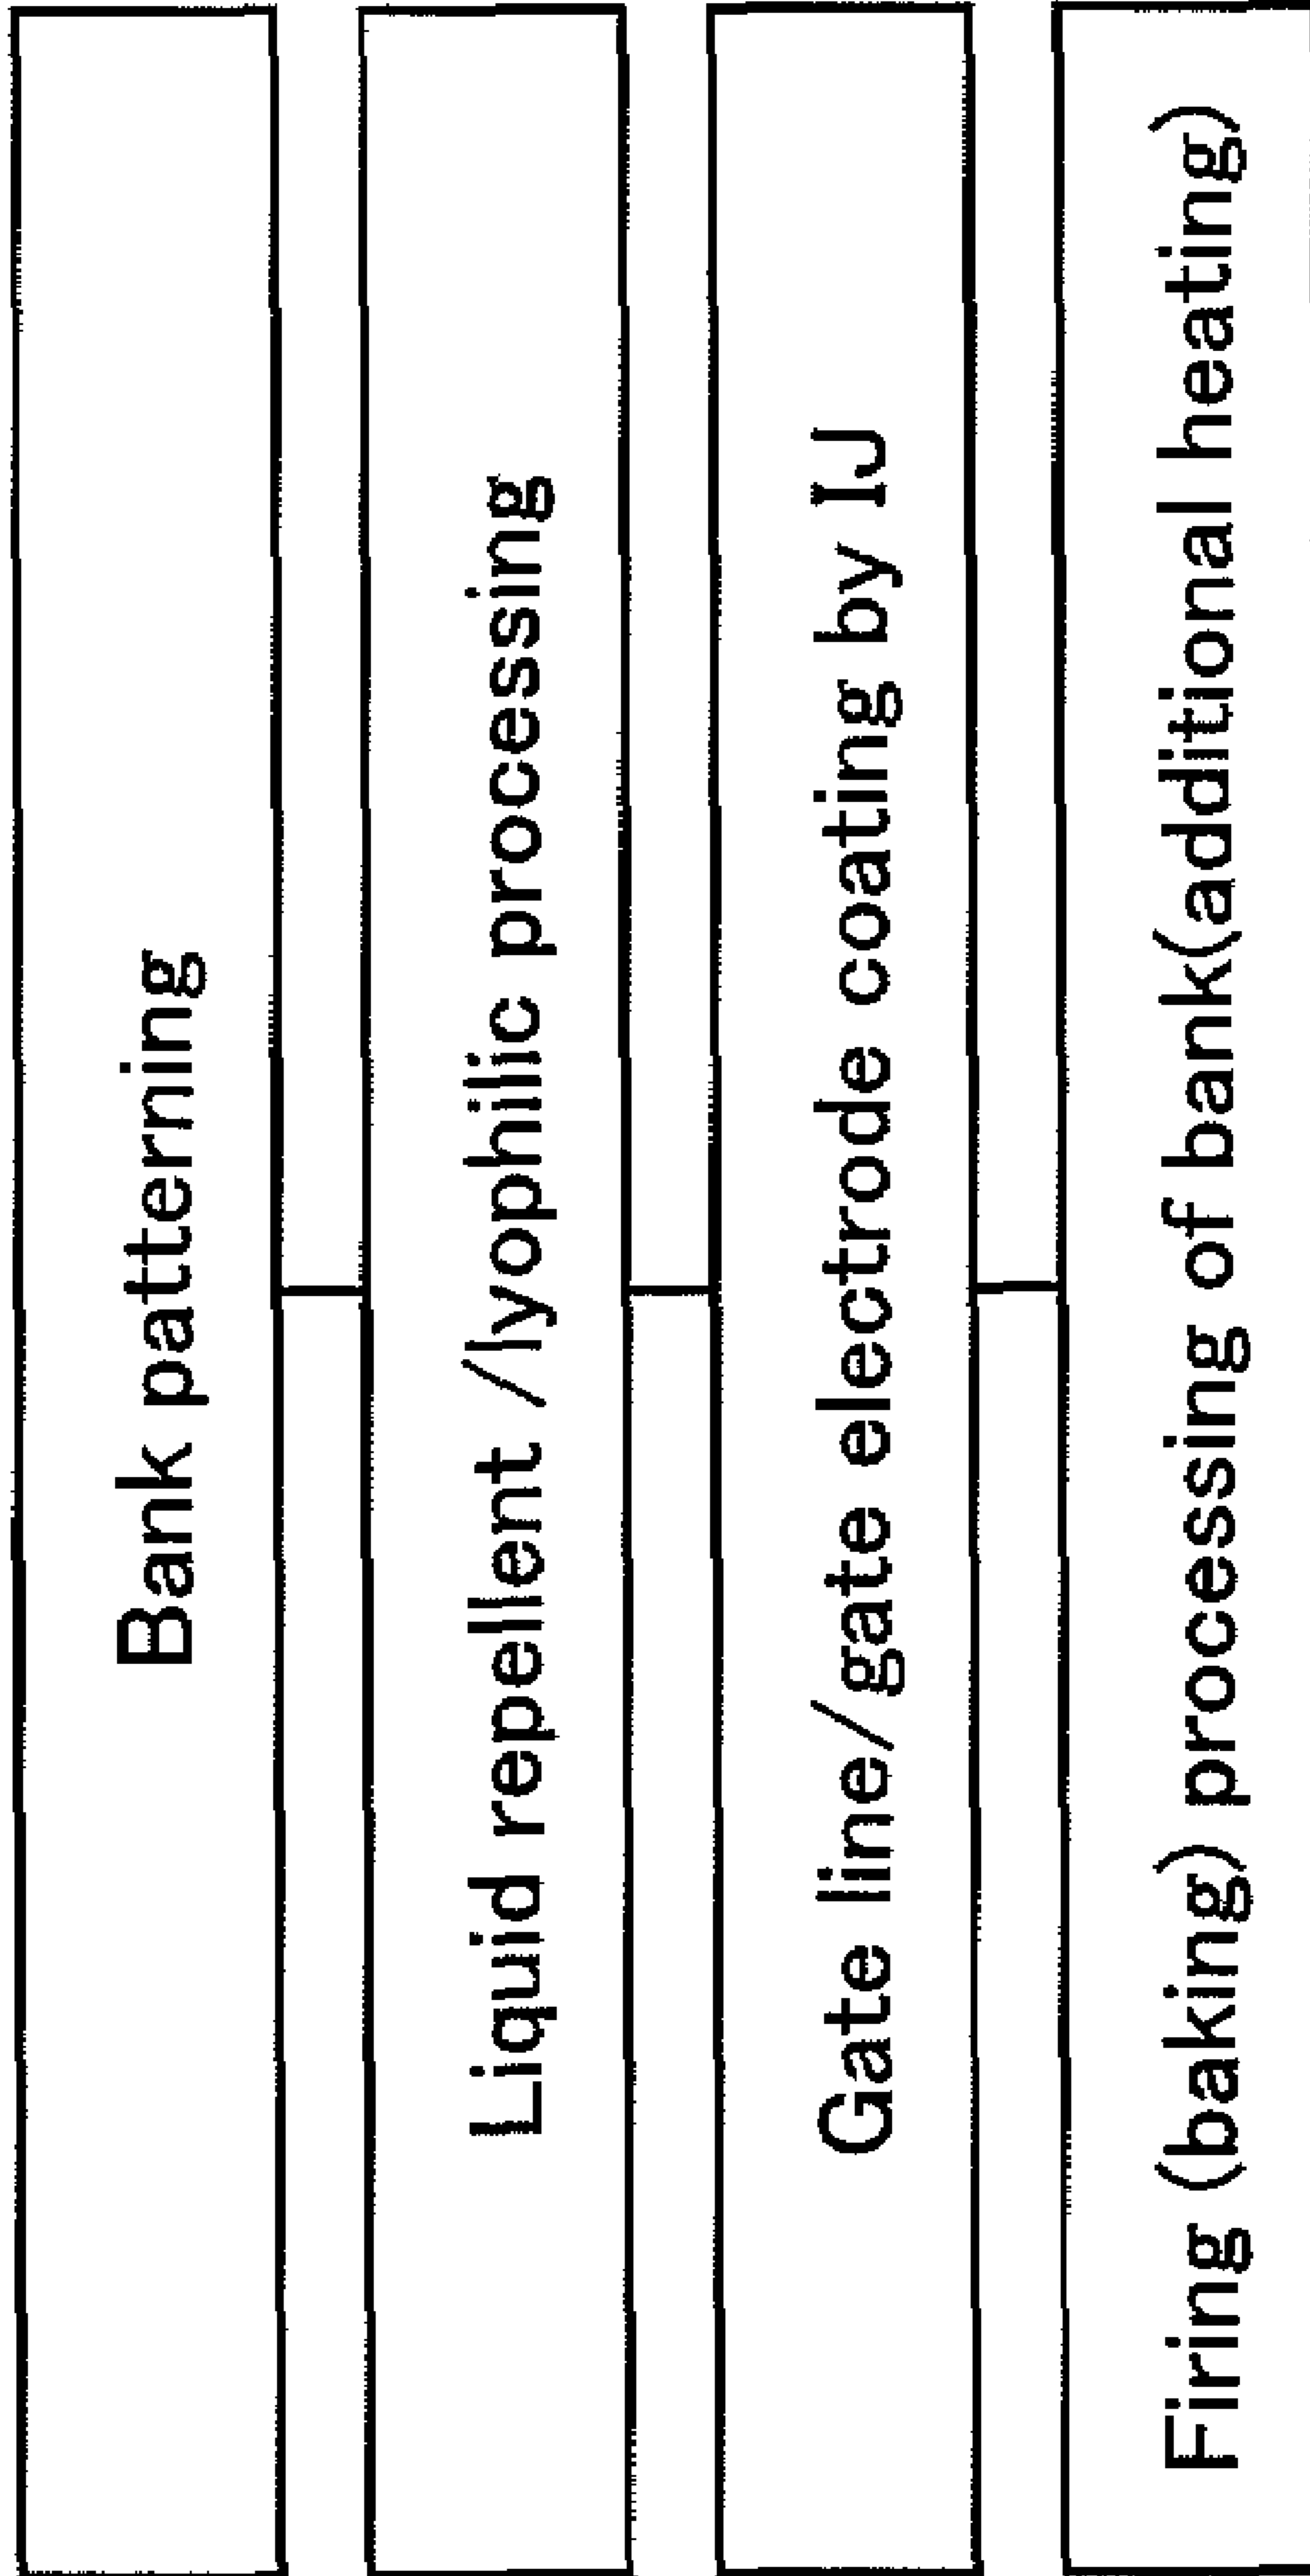 Bank patterning
Liquid repellent /lyophilic processing
Gate line/gate electrode coating by IJ
Firing (baking) processing of bank(additional heating)